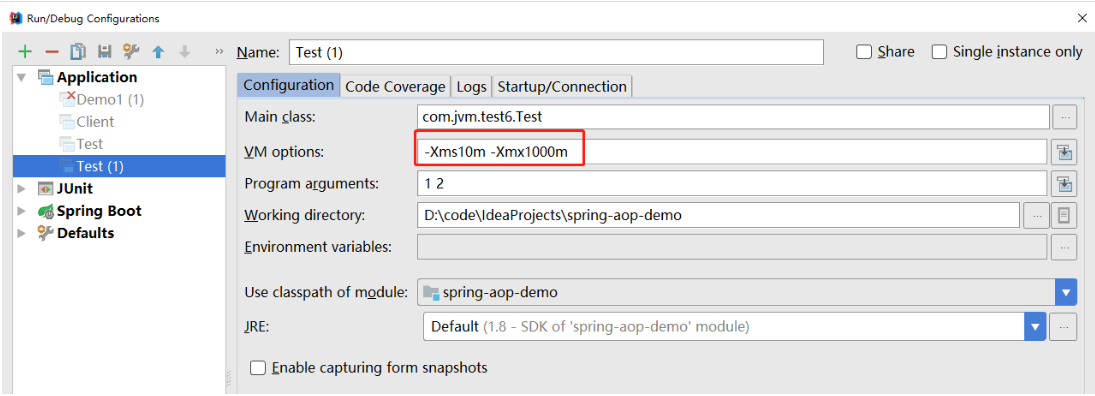 Run/Debug Configurations
Name: Test (1) Share Single instance only
Application
Demo1 (1)
Client
Test
Test (1)
JUnit
Spring Boot
Defaults
Configuration Code Coverage Logs Startup/Connection
Main class: com.jvm.test6.Test ...
VM options: -Xms10m -Xmx1000m
Program arguments: 1 2
Working directory: D:\code\IdeaProjects\spring-aop-demo ...
Environment variables: ...
Use classpath of module: spring-aop-demo
JRE: Default (1.8 - SDK of 'spring-aop-demo' module) ...
Enable capturing form snapshots